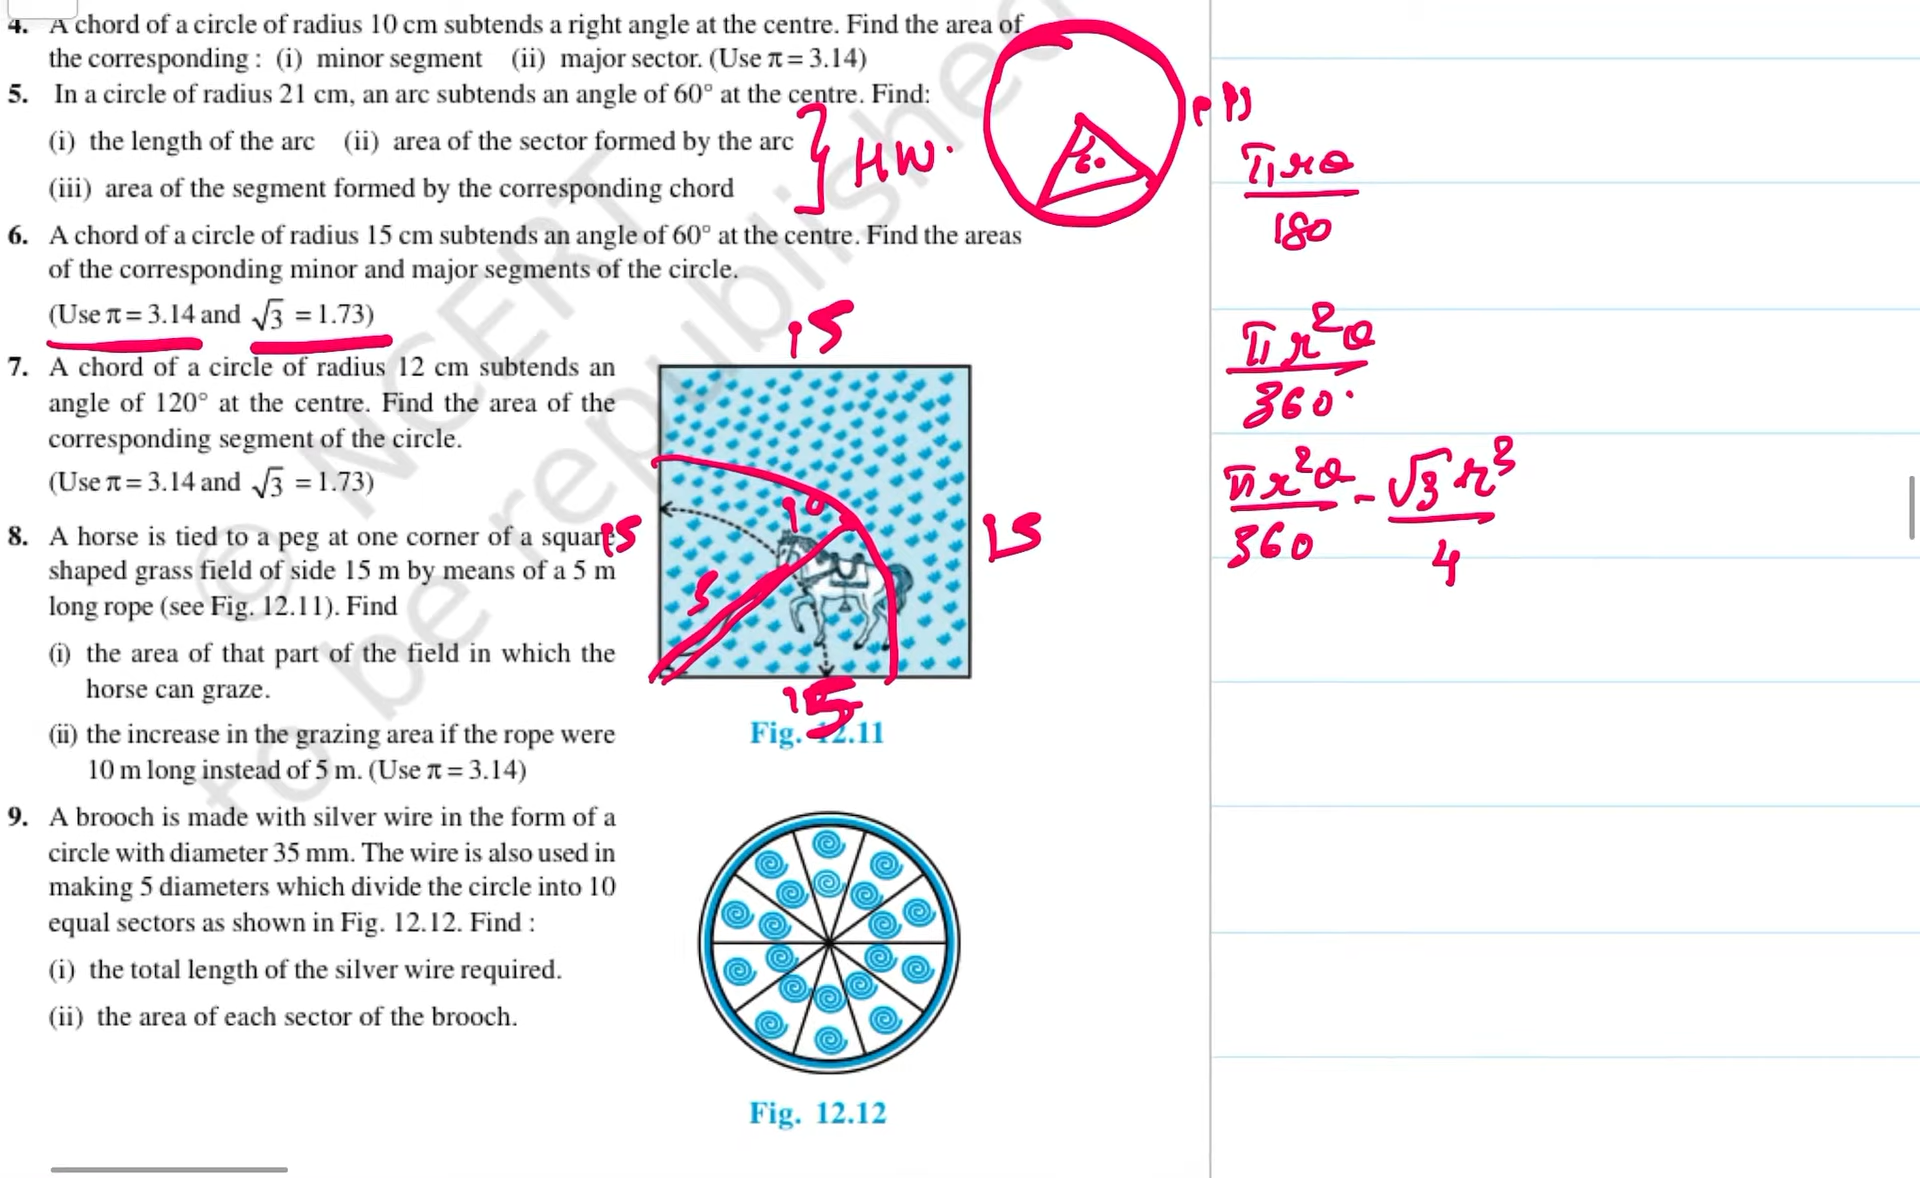 4. A chord of a circle of radius 10 cm subtends a right angle at the centre. Find the area of
the corresponding : (i) minor segment (ii) major sector. (Use π = 3.14)
5. In a circle of radius 21 cm, an arc subtends an angle of 60° at the centre. Find:
(i) the length of the arc (ii) area of the sector formed by the arc
(iii) area of the segment formed by the corresponding chord
HW.
60
6. A chord of a circle of radius 15 cm subtends an angle of 60° at the centre. Find the areas
of the corresponding minor and major segments of the circle.
(Use π = 3.14 and √3 = 1.73)
7. A chord of a circle of radius 12 cm subtends an
angle of 120° at the centre. Find the area of the
corresponding segment of the circle.
(Use π = 3.14 and √3 = 1.73)
8. A horse is tied to a peg at one corner of a square
shaped grass field of side 15 m by means of a 5 m
long rope (see Fig. 12.11). Find
(i) the area of that part of the field in which the
horse can graze.
(ii) the increase in the grazing area if the rope were
10 m long instead of 5 m. (Use π = 3.14)
15
15
15
10
5
15
Fig. 12.11
9. A brooch is made with silver wire in the form of a
circle with diameter 35 mm. The wire is also used in
making 5 diameters which divide the circle into 10
equal sectors as shown in Fig. 12.12. Find :
(i) the total length of the silver wire required.
(ii) the area of each sector of the brooch.
Fig. 12.12
πrθ
180
πr²θ
360.
πr²θ - √3 r³
360 4
© NCERT
to be republished